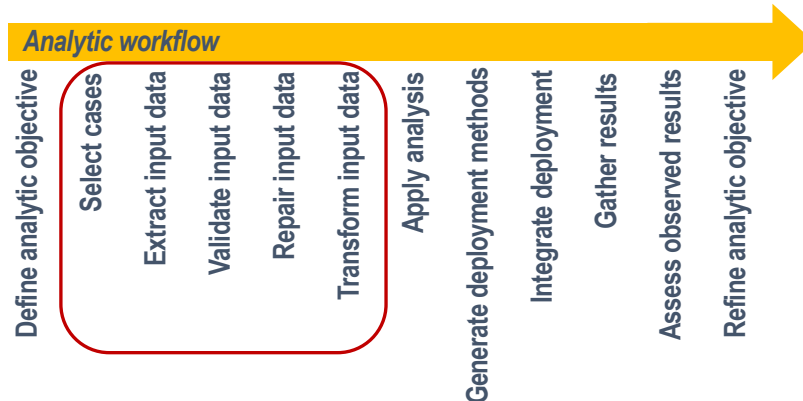 Analytic workflow
Define analytic objective
Select cases
Extract input data
Validate input data
Repair input data
Transform input data
Apply analysis
Generate deployment methods
Integrate deployment
Gather results
Assess observed results
Refine analytic objective